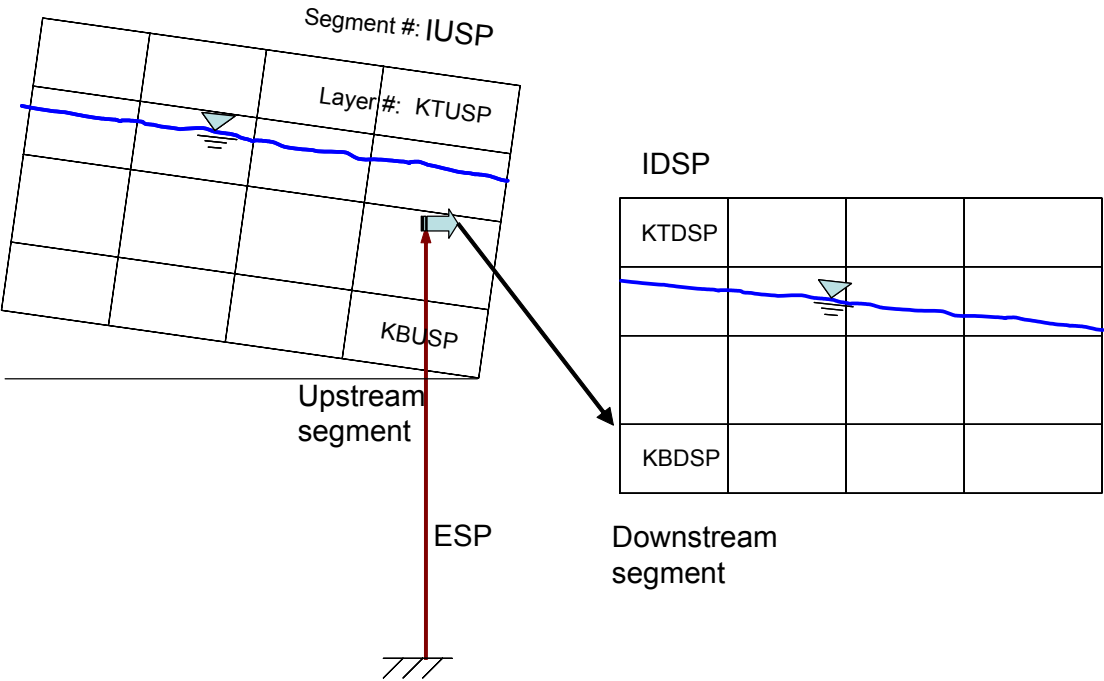 Segment #: IUSP
Layer #: KTUSP
KBUSP
Upstream
segment
ESP
IDSP
KTDSP
KBDSP
Downstream
segment